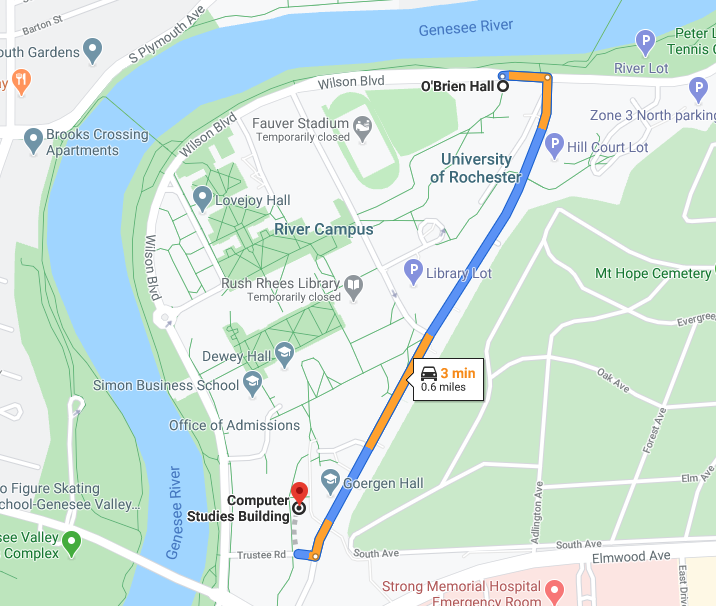 Barton St
S Plymouth Ave
Genesee River
outh Gardens
Peter L
Tennis C
River Lot
Wilson Blvd
O'Brien Hall
Zone 3 North parking
Brooks Crossing
Apartments
Wilson Blvd
Fauver Stadium
Temporarily closed
Hill Court Lot
University
of Rochester
Lovejoy Hall
River Campus
Wilson Blvd
Library Lot
Mt Hope Cemetery
Rush Rhees Library
Temporarily closed
Evergree
Dewey Hall
3 min
0.6 miles
Oak Ave
Simon Business School
Office of Admissions
Forest Ave
Goergen Hall
Elm Ave
o Figure Skating
chool-Genesee Valley...
Computer
Studies Building
Adlington Ave
Genesee River
see Valley
Complex
Trustee Rd
South Ave
South Ave
Elmwood Ave
East Driv
Strong Memorial Hospital
Emergency Room